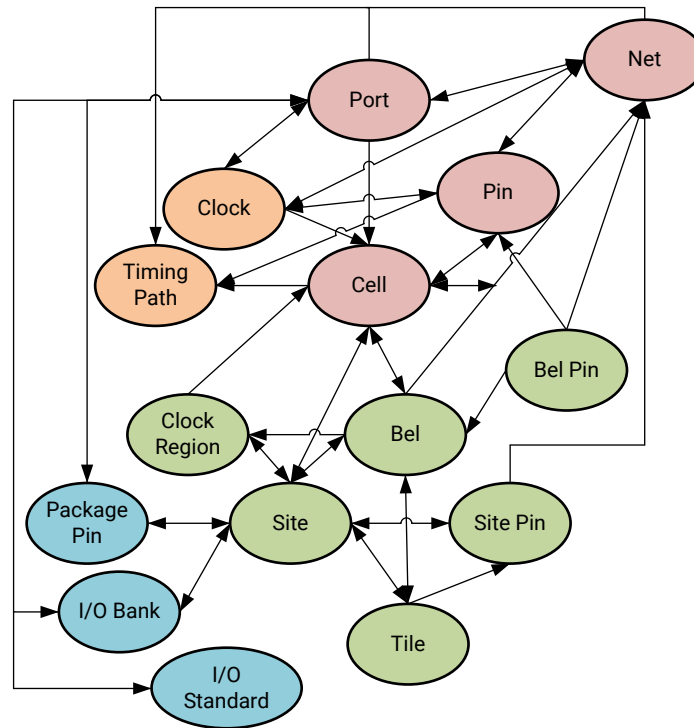 Net
Port
Pin
Clock
Timing
Path
Cell
Bel Pin
Clock
Region
Bel
Package
Pin
Site
Site Pin
I/O Bank
Tile
I/O
Standard